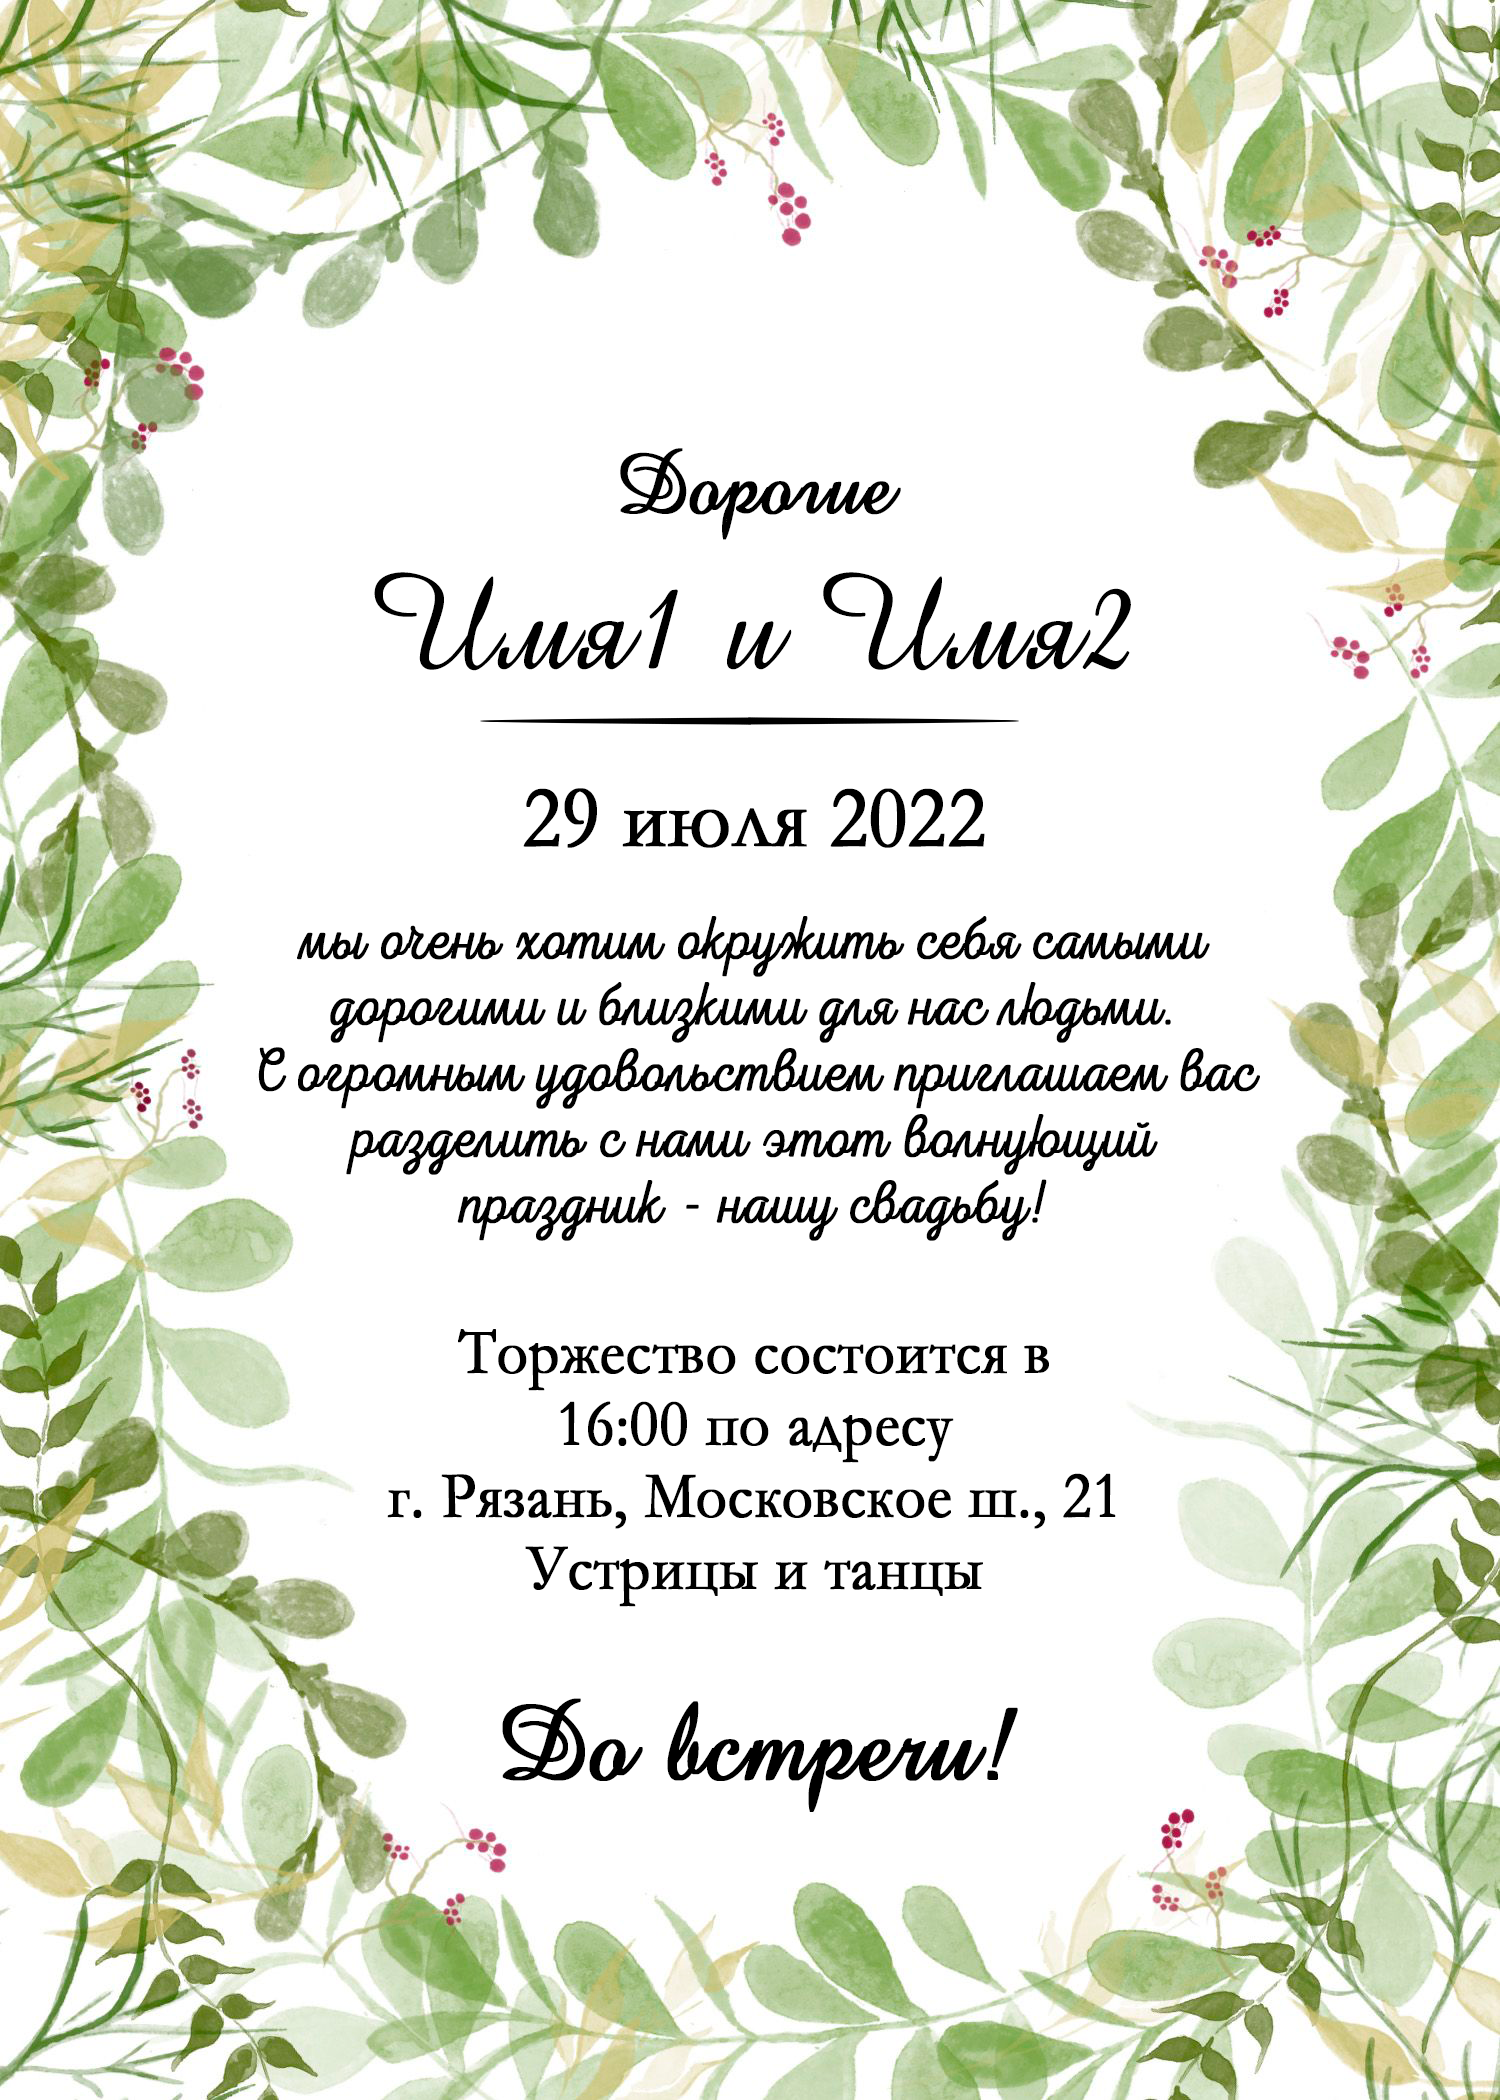 Дорогие
Имя1 и Имя2
29 июля 2022
мы очень хотим окружить себя самыми
дорогими и близкими для нас людьми.
С огромным удовольствием приглашаем вас
разделить с нами этот волнующий
праздник - нашу свадьбу!
Торжество состоится в
16:00 по адресу
г. Рязань, Московское ш., 21
Устрицы и танцы
До встречи!